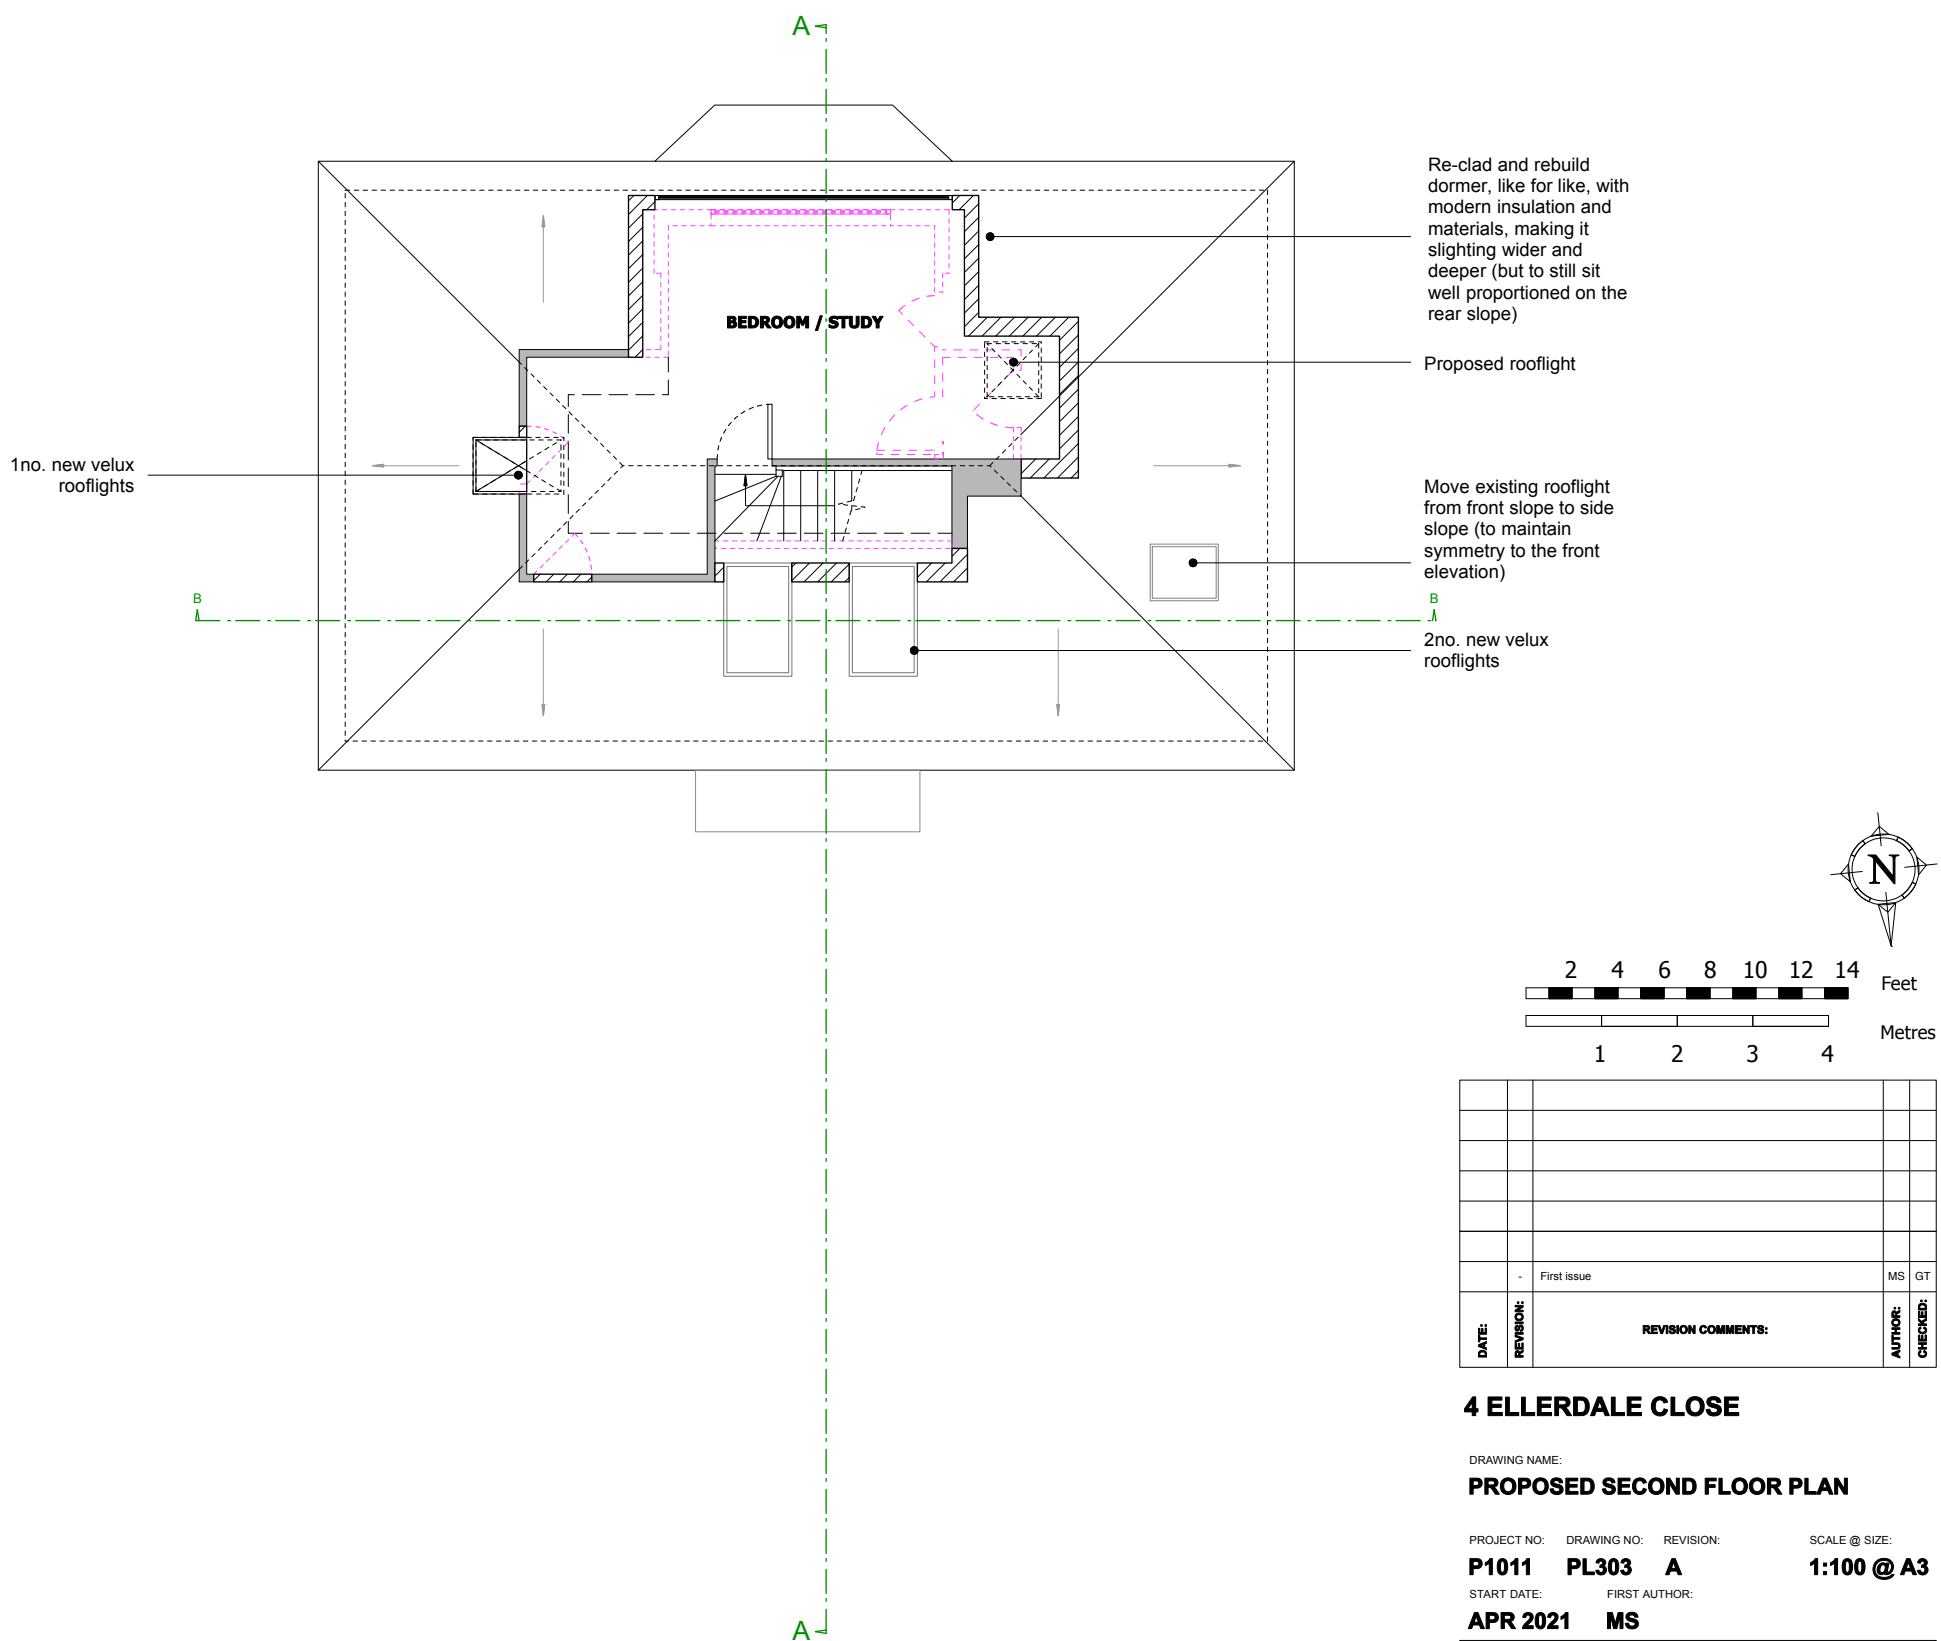 A
Re-clad and rebuild
dormer, like for like, with
modern insulation and
materials, making it
slighting wider and
deeper (but to still sit
well proportioned on the
rear slope)
BEDROOM / STUDY
Proposed rooflight
1no. new velux
rooflights
Move existing rooflight
from front slope to side
slope (to maintain
symmetry to the front
elevation)
B
B
2no. new velux
rooflights
N
2 4 6 8 10 12 14
Feet
Metres
1 2 3 4
- First issue MS GT
DATE: REVISION: REVISION COMMENTS: AUTHOR: CHECKED:
4 ELLERDALE CLOSE
DRAWING NAME:
PROPOSED SECOND FLOOR PLAN
PROJECT NO: DRAWING NO: REVISION: SCALE @ SIZE:
P1011 PL303 A 1:100 @ A3
START DATE: FIRST AUTHOR:
APR 2021 MS
A